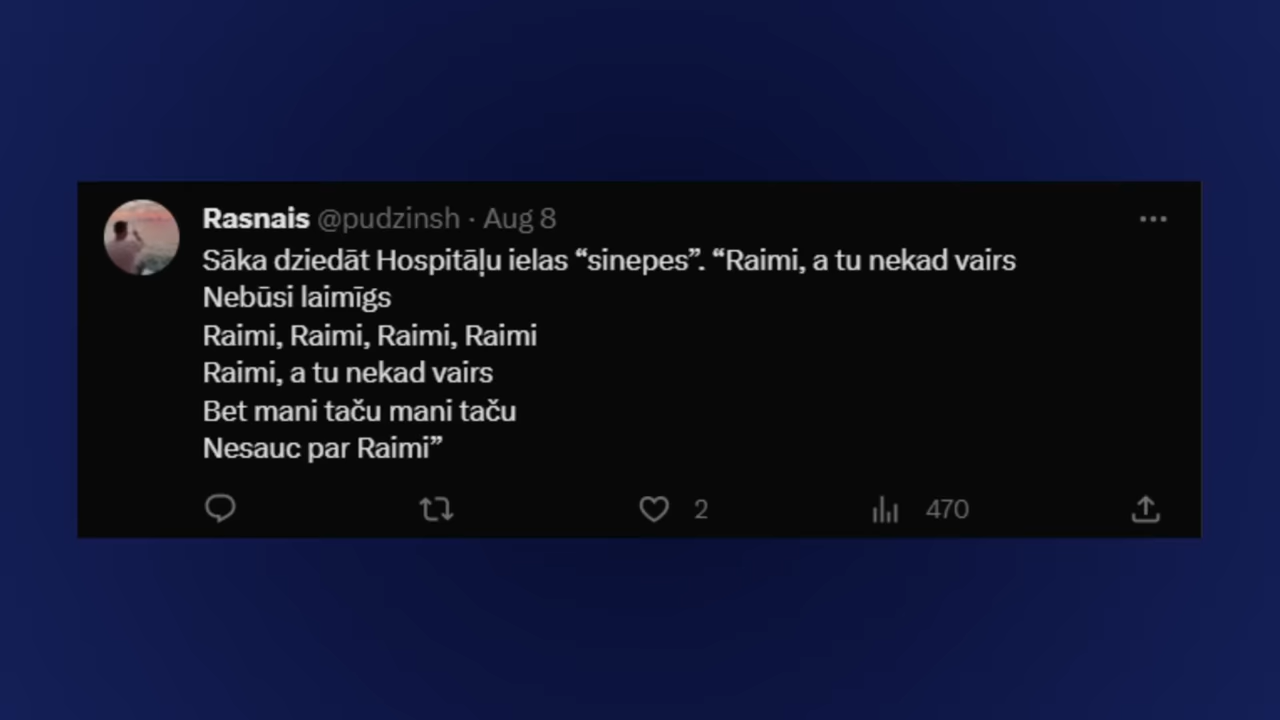 Rasnais @pudzinsh · Aug 8
Sāka dziedāt Hospitāļu ielas “sinepes”. “Raimi, a tu nekad vairs
Nebūsi laimīgs
Raimi, Raimi, Raimi, Raimi
Raimi, a tu nekad vairs
Bet mani taču mani taču
Nesauc par Raimi”
2 470